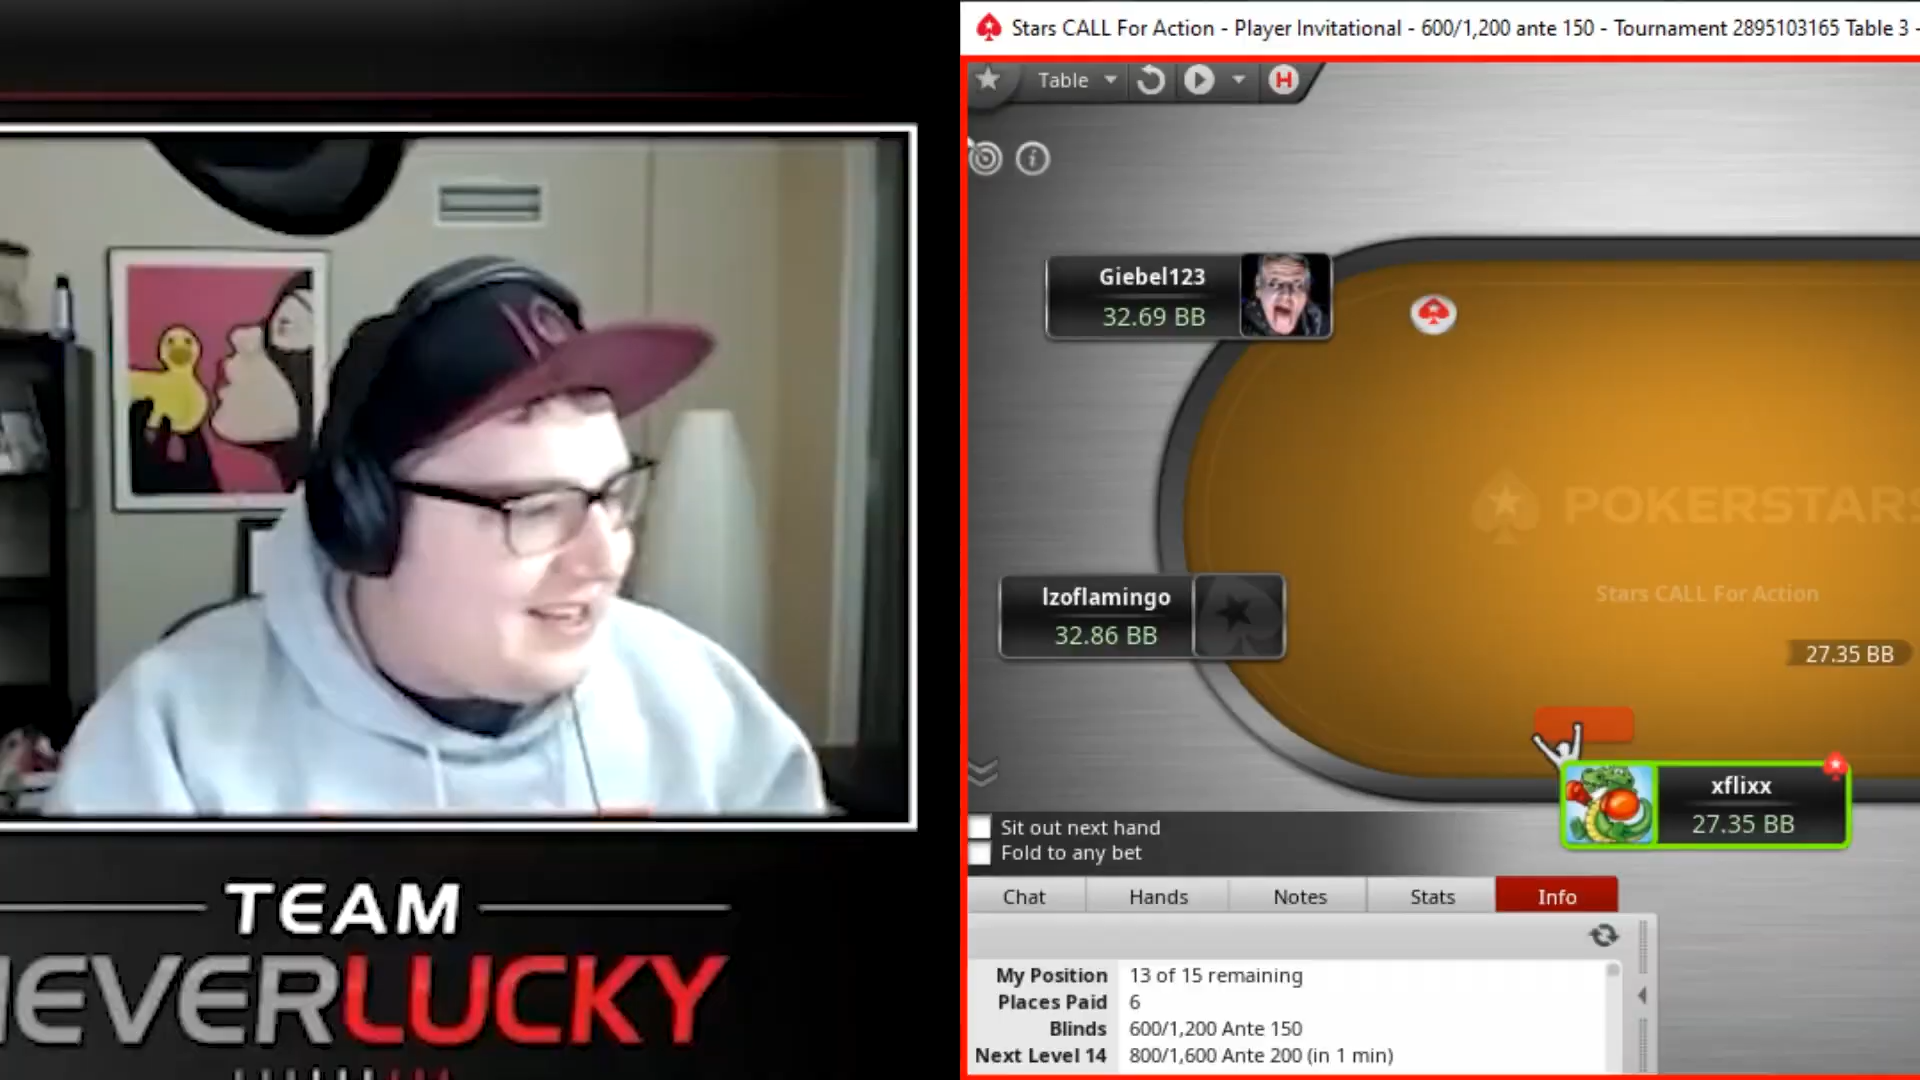 Stars CALL For Action - Player Invitational - 600/1,200 ante 150 - Tournament 2895103165 Table 3 -
Table
H
i
Giebel123
32.69 BB
POKERSTARS
lzoflamingo
32.86 BB
Stars CALL For Action
27.35 BB
xflixx
27.35 BB
Sit out next hand
Fold to any bet
Chat
Hands
Notes
Stats
Info
My Position 13 of 15 remaining
Places Paid 6
Blinds 600/1,200 Ante 150
Next Level 14 800/1,600 Ante 200 (in 1 min)
TEAM
NEVERLUCKY